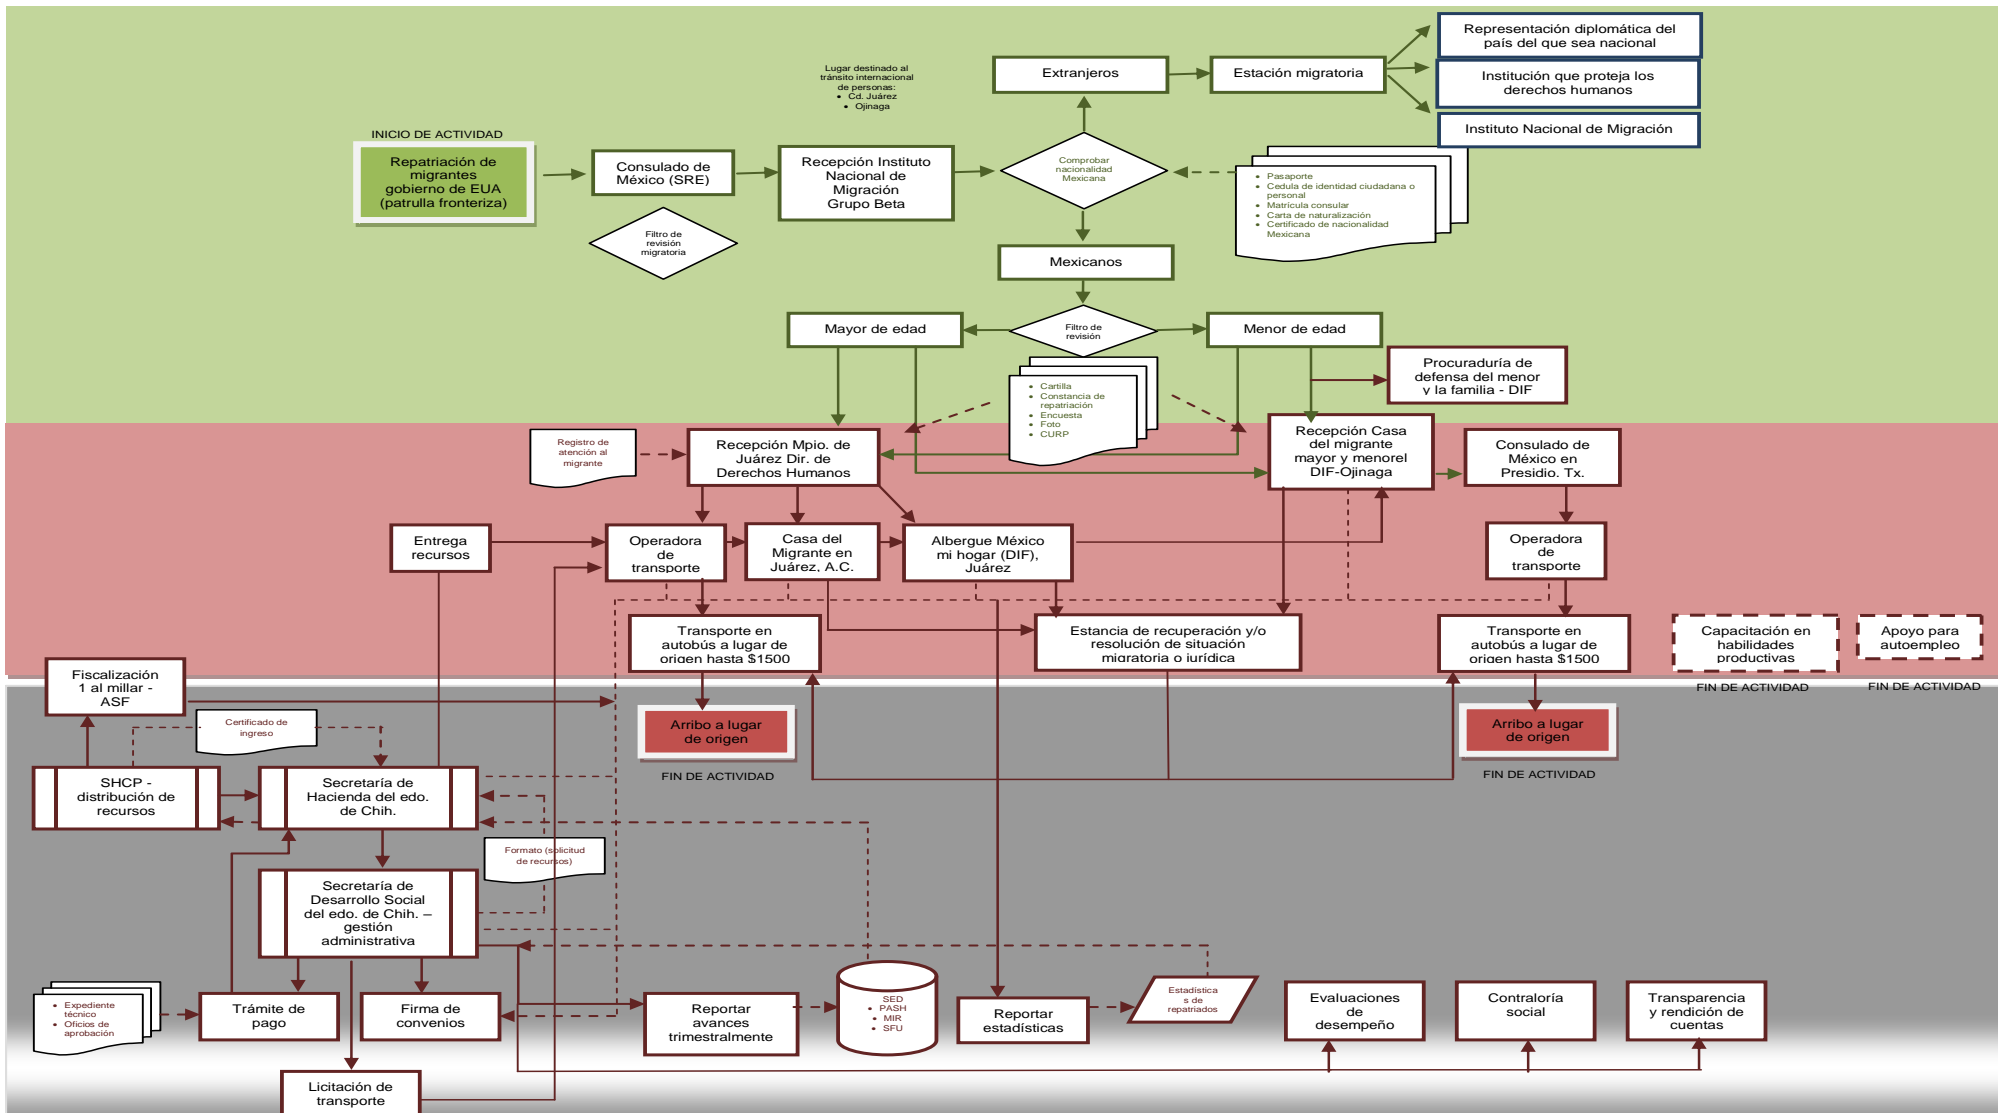 Representación diplomática del
país del que sea nacional
Lugar destinado al
tránsito internacional
de personas:
• Cd. Juárez
• Ojinaga
Extranjeros
Estación migratoria
Institución que proteja los
derechos humanos
Instituto Nacional de Migración
INICIO DE ACTIVIDAD
Repatriación de
migrantes
gobierno de EUA
(patrulla fronteriza)
Consulado de
México (SRE)
Recepción Instituto
Nacional de
Migración
Grupo Beta
Comprobar
nacionalidad
Mexicana
• Pasaporte
• Cedula de identidad ciudadana o
personal
• Matrícula consular
• Carta de naturalización
• Certificado de nacionalidad
Mexicana
Filtro de
revisión
migratoria
Mexicanos
Mayor de edad
Filtro de
revisión
Menor de edad
Procuraduría de
defensa del menor
y la familia - DIF
• Cartilla
• Constancia de
repatriación
• Encuesta
• Foto
• CURP
Registro de
atención al
migrante
Recepción Mpio. de
Juárez Dir. de
Derechos Humanos
Recepción Casa
del migrante
mayor y menorel
DIF-Ojinaga
Consulado de
México en
Presidio. Tx.
Entrega
recursos
Operadora
de
transporte
Casa del
Migrante en
Juárez, A.C.
Albergue México
mi hogar (DIF),
Juárez
Operadora
de
transporte
Transporte en
autobús a lugar de
origen hasta $1500
Estancia de recuperación y/o
resolución de situación
migratoria o jurídica
Transporte en
autobús a lugar de
origen hasta $1500
Capacitación en
habilidades
productivas
Apoyo para
autoempleo
FIN DE ACTIVIDAD
FIN DE ACTIVIDAD
Fiscalización
1 al millar -
ASF
Certificado de
ingreso
Arribo a lugar
de origen
FIN DE ACTIVIDAD
Arribo a lugar
de origen
FIN DE ACTIVIDAD
SHCP -
distribución de
recursos
Secretaría de
Hacienda del edo.
de Chih.
Formato (solicitud
de recursos)
Secretaría de
Desarrollo Social
del edo. de Chih. –
gestión
administrativa
• Expediente
técnico
• Oficios de
aprobación
Trámite de
pago
Firma de
convenios
Reportar
avances
trimestralmente
SED
• PASH
• MIR
• SFU
Reportar
estadísticas
Estadística
s de
repatriados
Evaluaciones
de
desempeño
Contraloría
social
Transparencia
y rendición de
cuentas
Licitación de
transporte